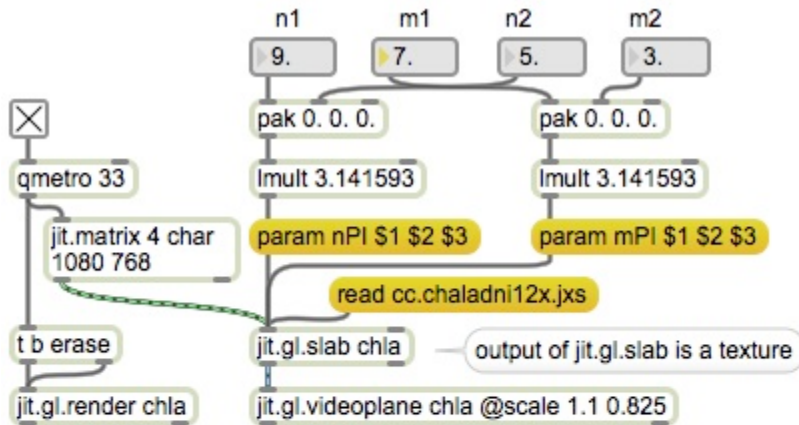 n1
m1
n2
m2
9.
7.
5.
3.
pak 0. 0. 0.
pak 0. 0. 0.
qmetro 33
lmult 3.141593
lmult 3.141593
jit.matrix 4 char
1080 768
param nPI $1 $2 $3
param mPI $1 $2 $3
read cc.chaladni12x.jxs
t b erase
jit.gl.slab chla
output of jit.gl.slab is a texture
jit.gl.render chla
jit.gl.videoplane chla @scale 1.1 0.825